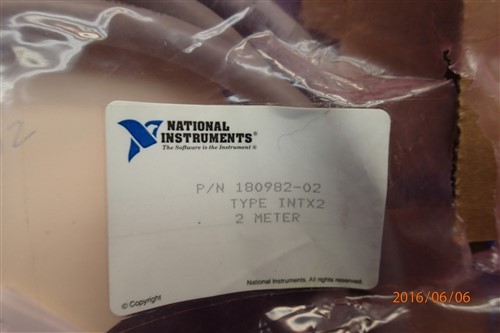 NATIONAL
INSTRUMENTS®
The Software is the Instrument ®
P/N 180982-02
TYPE INTX2
2 METER
National Instruments. All rights reserved.
© Copyright
2
2016/06/06